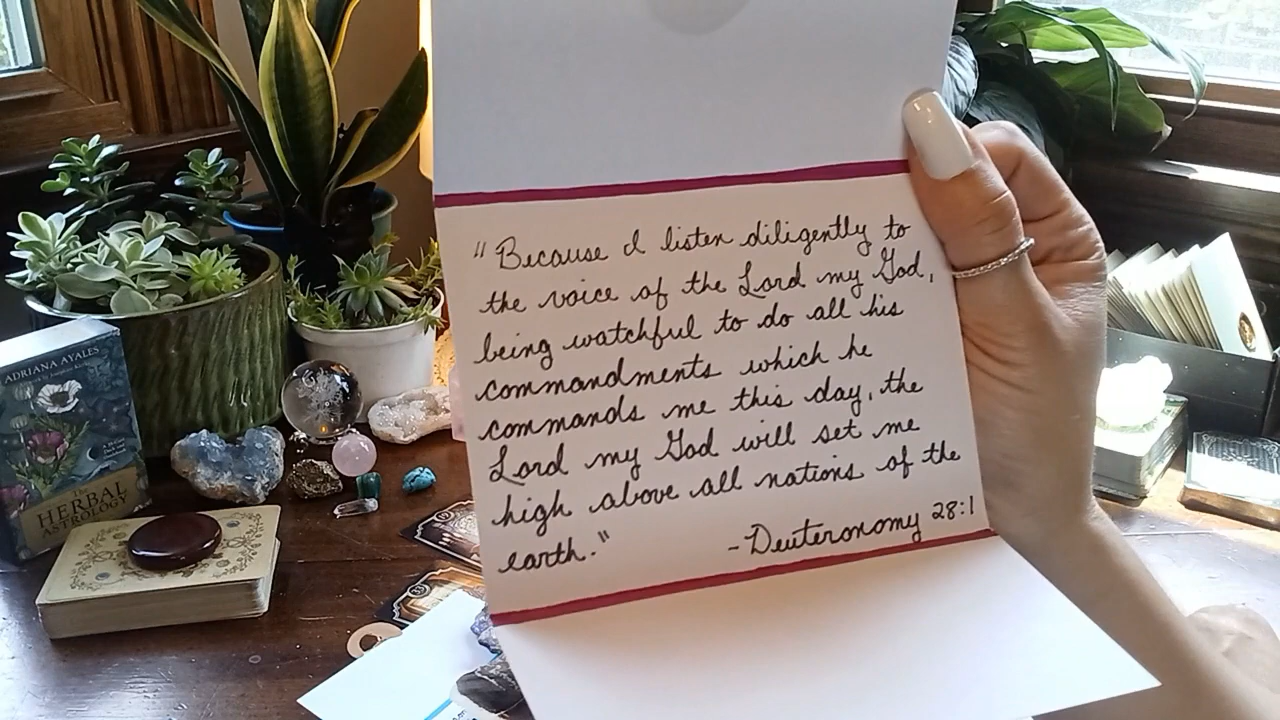 "Because I listen diligently to
the voice of the Lord my God,
being watchful to do all his
commandments which he
commands me this day, the
Lord my God will set me
high above all nations of the
earth."
-Deuteronomy 28:1
ADRIANA AYALES
The
HERBAL
ASTROLOGY